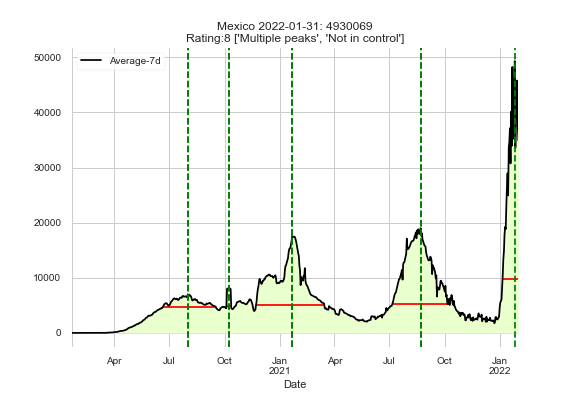 Mexico 2022-01-31: 4930069
Rating:8 ['Multiple peaks', 'Not in control']
Average-7d
50000
40000
30000
20000
10000
0
Apr Jul Oct Jan Apr Jul Oct Jan
2021 2022
Date